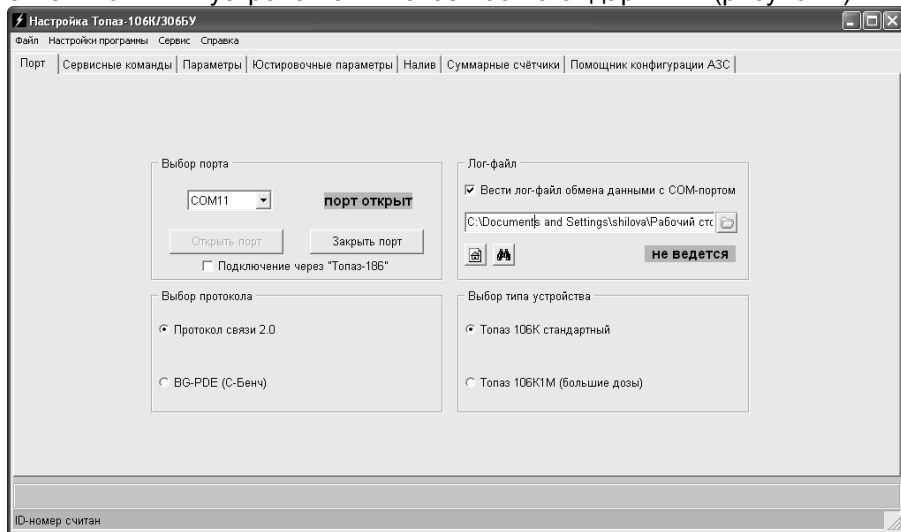 Настройка Топаз-106К/306БУ
Файл Настройки программы Сервис Справка
Порт Сервисные команды Параметры Юстировочные параметры Налив Суммарные счётчики Помощник конфигурации АЗС
Выбор порта
COM11
порт открыт
Открыть порт
Закрыть порт
Подключение через "Топаз-186"
Лог-файл
Вести лог-файл обмена данными с COM-портом
C:\Documents and Settings\shilova\Рабочий стс
не ведется
Выбор протокола
Протокол связи 2.0
BG-PDE (С-Бенч)
Выбор типа устройства
Топаз 106К стандартный
Топаз 106К1М (большие дозы)
ID-номер считан